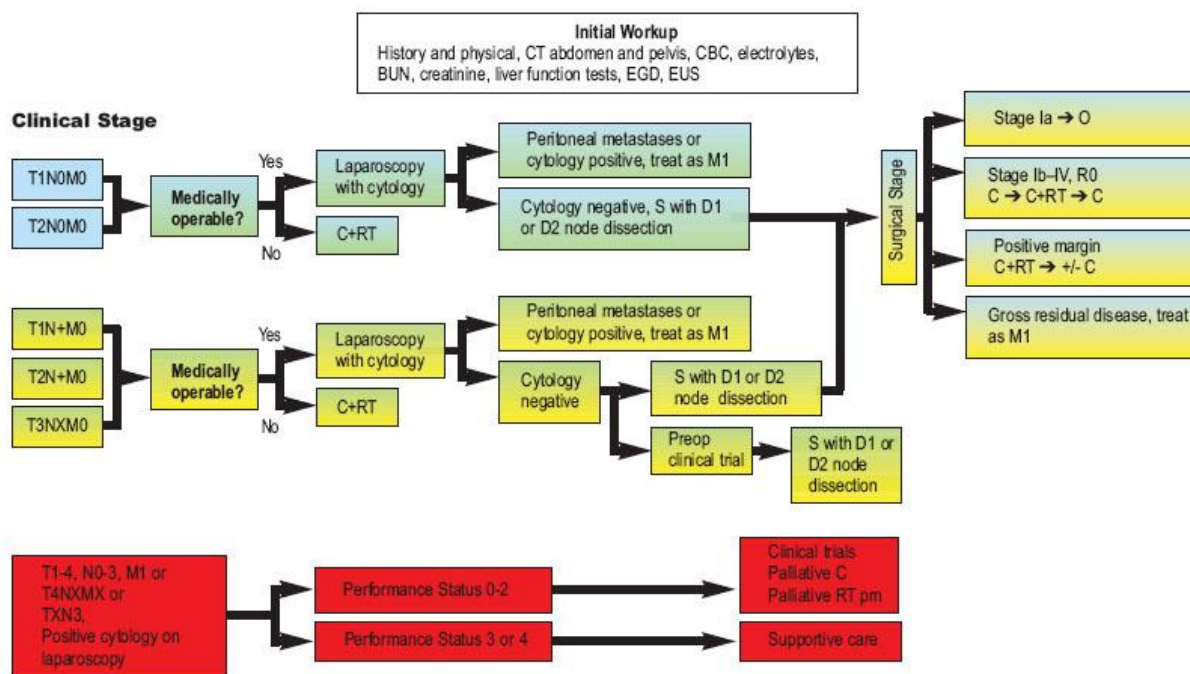 Initial Workup
History and physical, CT abdomen and pelvis, CBC, electrolytes,
BUN, creatinine, liver function tests, EGD, EUS
Clinical Stage
T1N0M0
T2N0M0
Medically
operable?
Yes
No
Laparoscopy
with cytology
C+RT
Peritoneal metastases or
cytology positive, treat as M1
Cytology negative, S with D1
or D2 node dissection
Surgical Stage
Stage Ia ➔ O
Stage Ib–IV, R0
C ➔ C+RT ➔ C
Positive margin
C+RT ➔ +/- C
Gross residual disease, treat
as M1
T1N+M0
T2N+M0
T3NXM0
Medically
operable?
Yes
No
Laparoscopy
with cytology
C+RT
Peritoneal metastases or
cytology positive, treat as M1
Cytology
negative
S with D1 or D2
node dissection
Preop
clinical trial
S with D1 or
D2 node
dissection
T1-4, N0-3, M1 or
T4NXMX or
TXN3,
Positive cytology on
laparoscopy
Performance Status 0-2
Performance Status 3 or 4
Clinical trials
Palliative C
Palliative RT prn
Supportive care